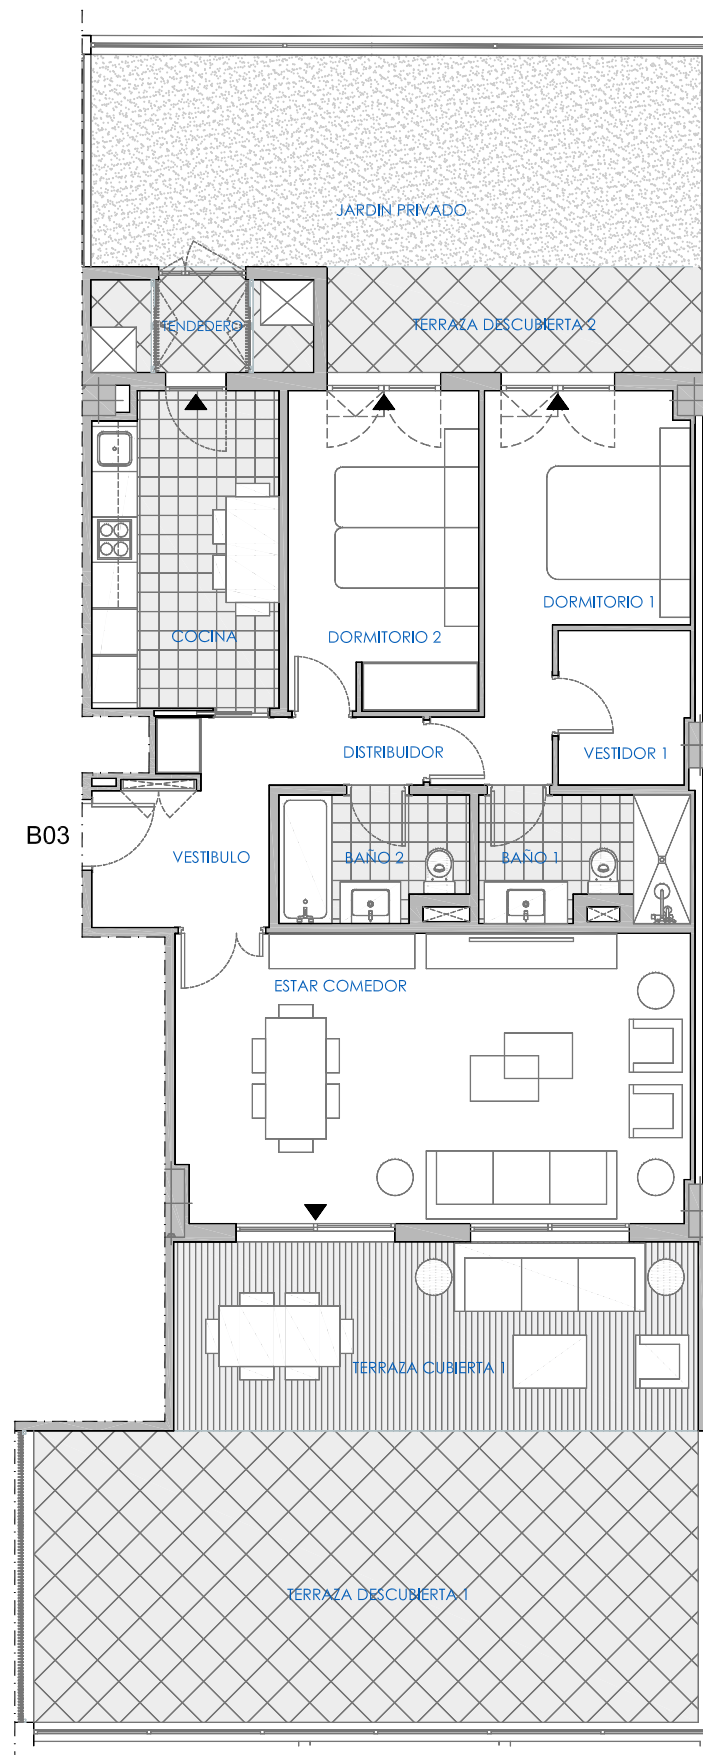 JARDIN PRIVADO
TENDEDERO
TERRAZA DESCUBIERTA 2
DORMITORIO 1
COCINA
DORMITORIO 2
DISTRIBUIDOR
VESTIDOR 1
B03
VESTIBULO
BAÑO 2
BAÑO 1
ESTAR COMEDOR
TERRAZA CUBIERTA 1
TERRAZA DESCUBIERTA 1